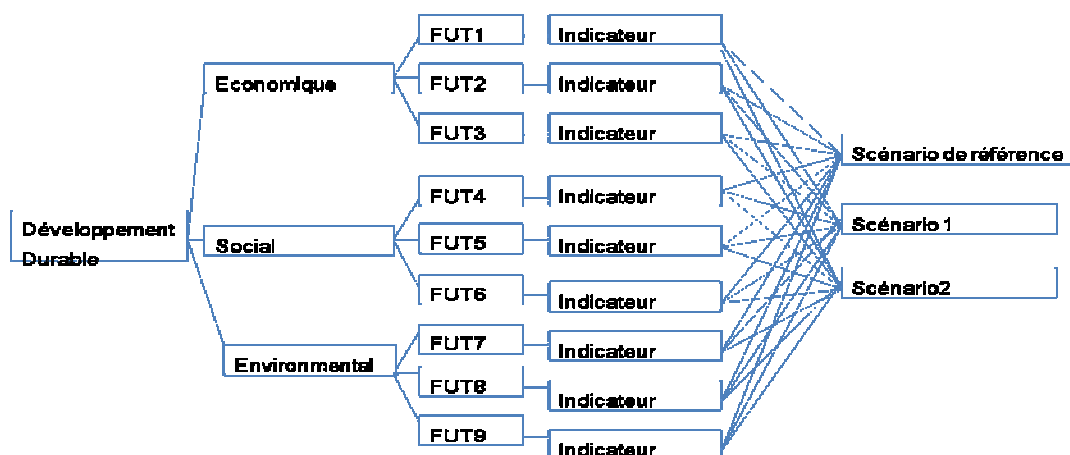 FUT1 Indicateur
Economique FUT2 Indicateur
FUT3 Indicateur
Scénario de référence
FUT4 Indicateur
Développement
Durable
Social FUT5 Indicateur
Scénario 1
FUT6 Indicateur
Scénario2
FUT7 Indicateur
Environmental
FUT8 Indicateur
FUT9 Indicateur